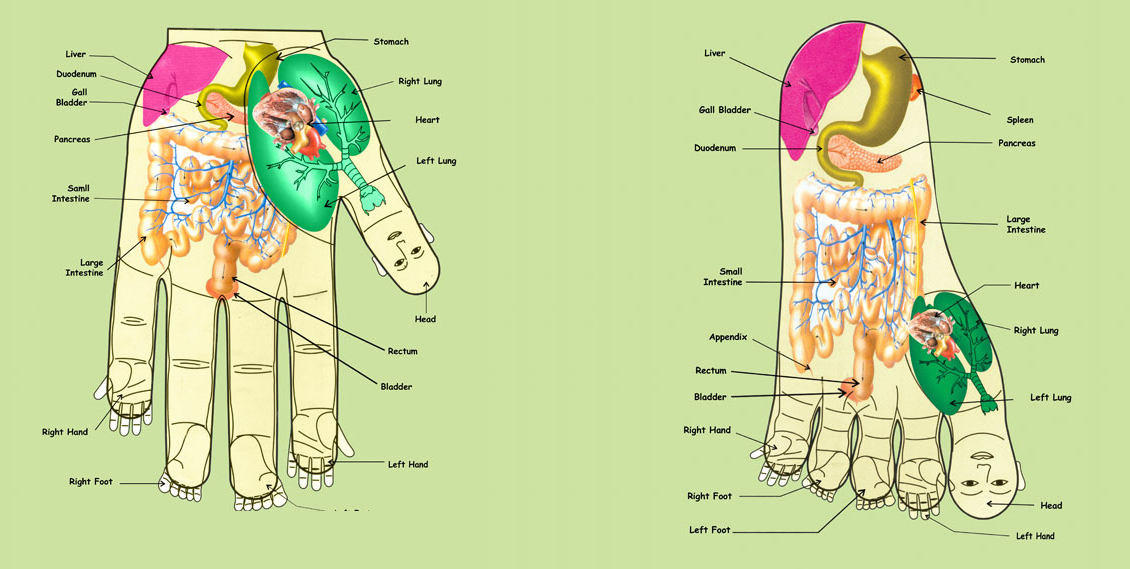 Liver
Duodenum
Gall
Bladder
Pancreas
Samll
Intestine
Large
Intestine
Right Hand
Right Foot
Stomach
Right Lung
Heart
Left Lung
Head
Rectum
Bladder
Left Hand
Liver
Gall Bladder
Duodenum
Small
Intestine
Appendix
Rectum
Bladder
Right Hand
Right Foot
Left Foot
Stomach
Spleen
Pancreas
Large
Intestine
Heart
Right Lung
Left Lung
Head
Left Hand